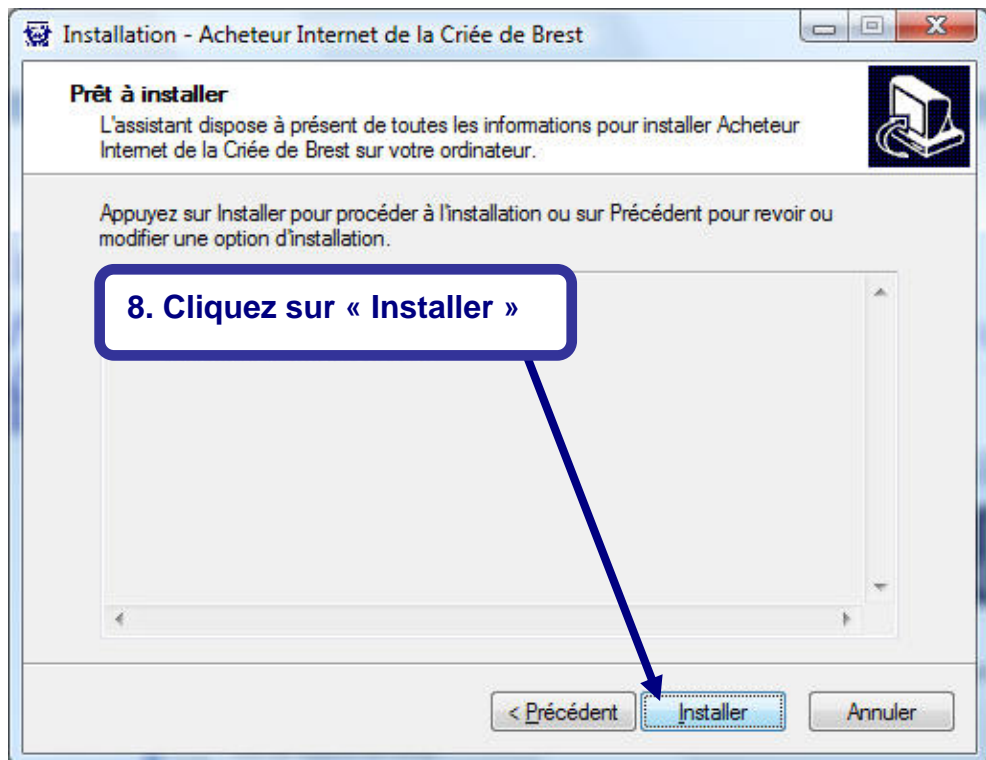 Installation - Acheteur Internet de la Criée de Brest
Prêt à installer
L'assistant dispose à présent de toutes les informations pour installer Acheteur
Internet de la Criée de Brest sur votre ordinateur.
Appuyez sur Installer pour procéder à l'installation ou sur Précédent pour revoir ou
modifier une option d'installation.
8. Cliquez sur « Installer »
< Précédent
Installer
Annuler